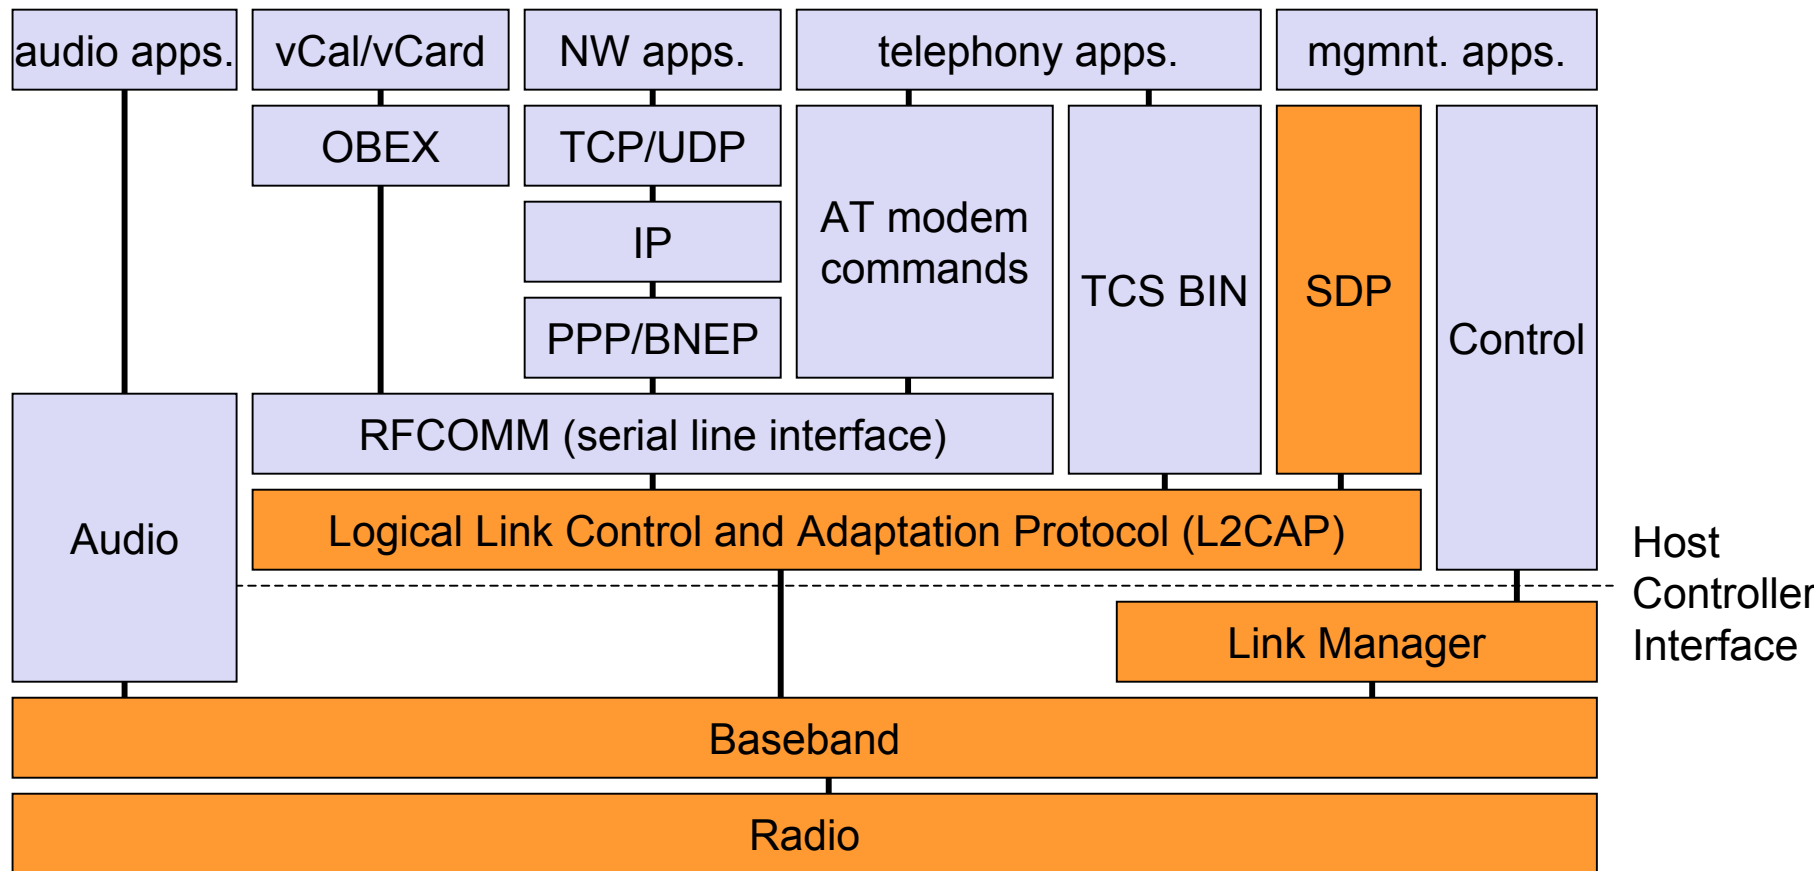 audio apps.
vCal/vCard
NW apps.
telephony apps.
mgmnt. apps.
OBEX
TCP/UDP
AT modem
commands
TCS BIN
SDP
Control
IP
PPP/BNEP
RFCOMM (serial line interface)
Audio
Logical Link Control and Adaptation Protocol (L2CAP)
Host
Controller
Interface
Link Manager
Baseband
Radio